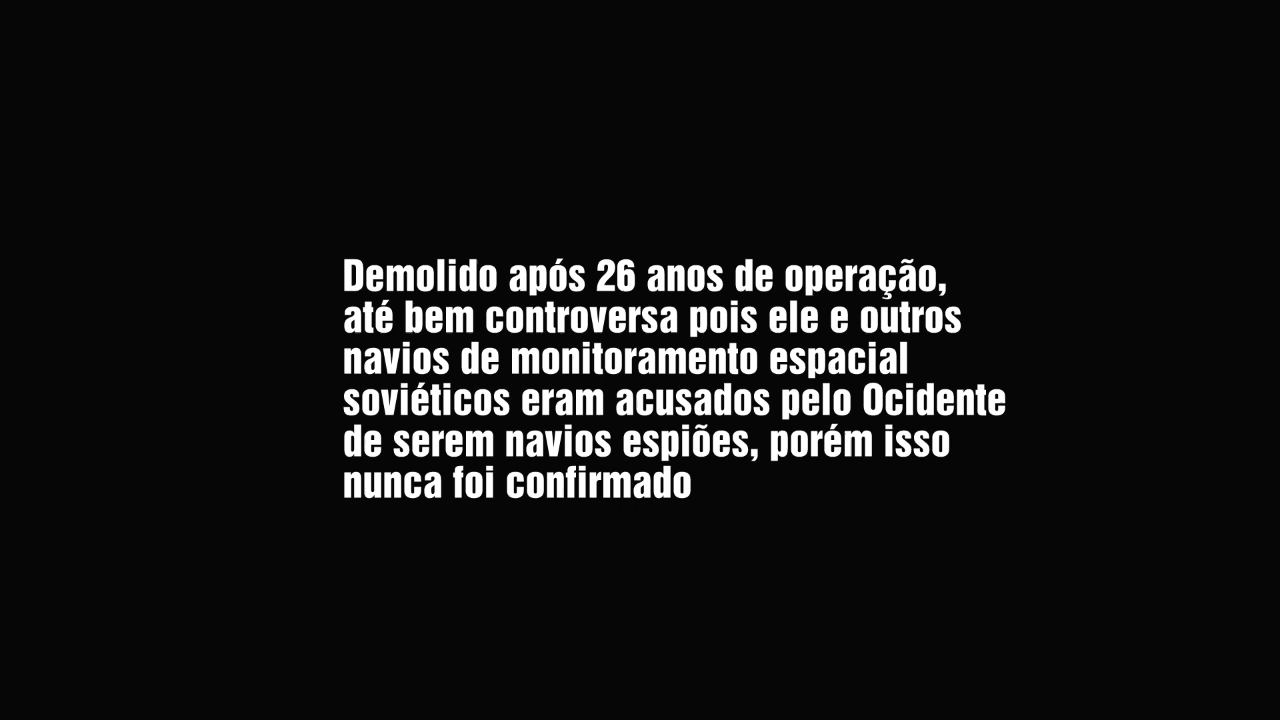 Demolido após 26 anos de operação,
até bem controversa pois ele e outros
navios de monitoramento espacial
soviéticos eram acusados pelo Ocidente
de serem navios espiões, porém isso
nunca foi confirmado